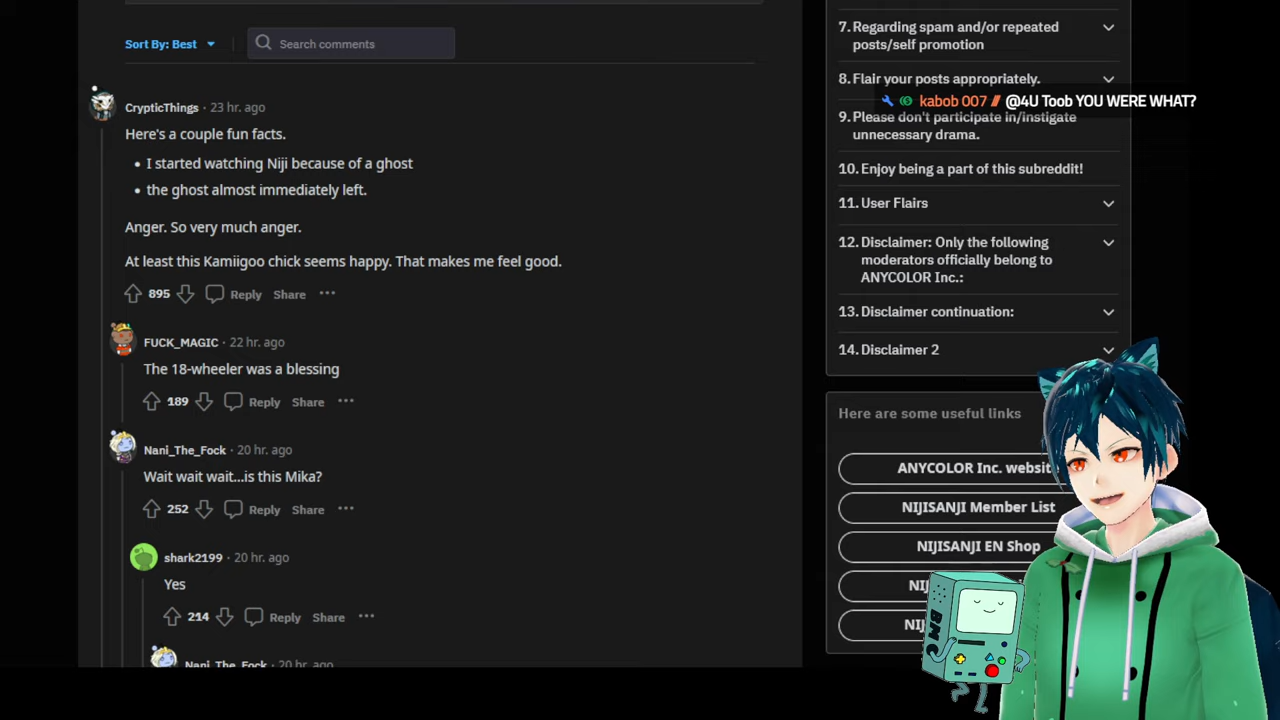 Sort By: Best
Search comments
CrypticThings · 23 hr. ago
Here's a couple fun facts.
• I started watching Niji because of a ghost
• the ghost almost immediately left.
Anger. So very much anger.
At least this Kamiigoo chick seems happy. That makes me feel good.
895 Reply Share ···
FUCK_MAGIC · 22 hr. ago
The 18-wheeler was a blessing
189 Reply Share ···
Nani_The_Fock · 20 hr. ago
Wait wait wait...is this Mika?
252 Reply Share ···
shark2199 · 20 hr. ago
Yes
214 Reply Share ···
Nani_The_Fock · 20 hr. ago
7. Regarding spam and/or repeated
posts/self promotion
8. Flair your posts appropriately.
kabob 007 // @4U Toob YOU WERE WHAT?
9. Please don't participate in/instigate
unnecessary drama.
10. Enjoy being a part of this subreddit!
11. User Flairs
12. Disclaimer: Only the following
moderators officially belong to
ANYCOLOR Inc.:
13. Disclaimer continuation:
14. Disclaimer 2
Here are some useful links
ANYCOLOR Inc. website
NIJISANJI Member List
NIJISANJI EN Shop
NIJ
NIJ
BM